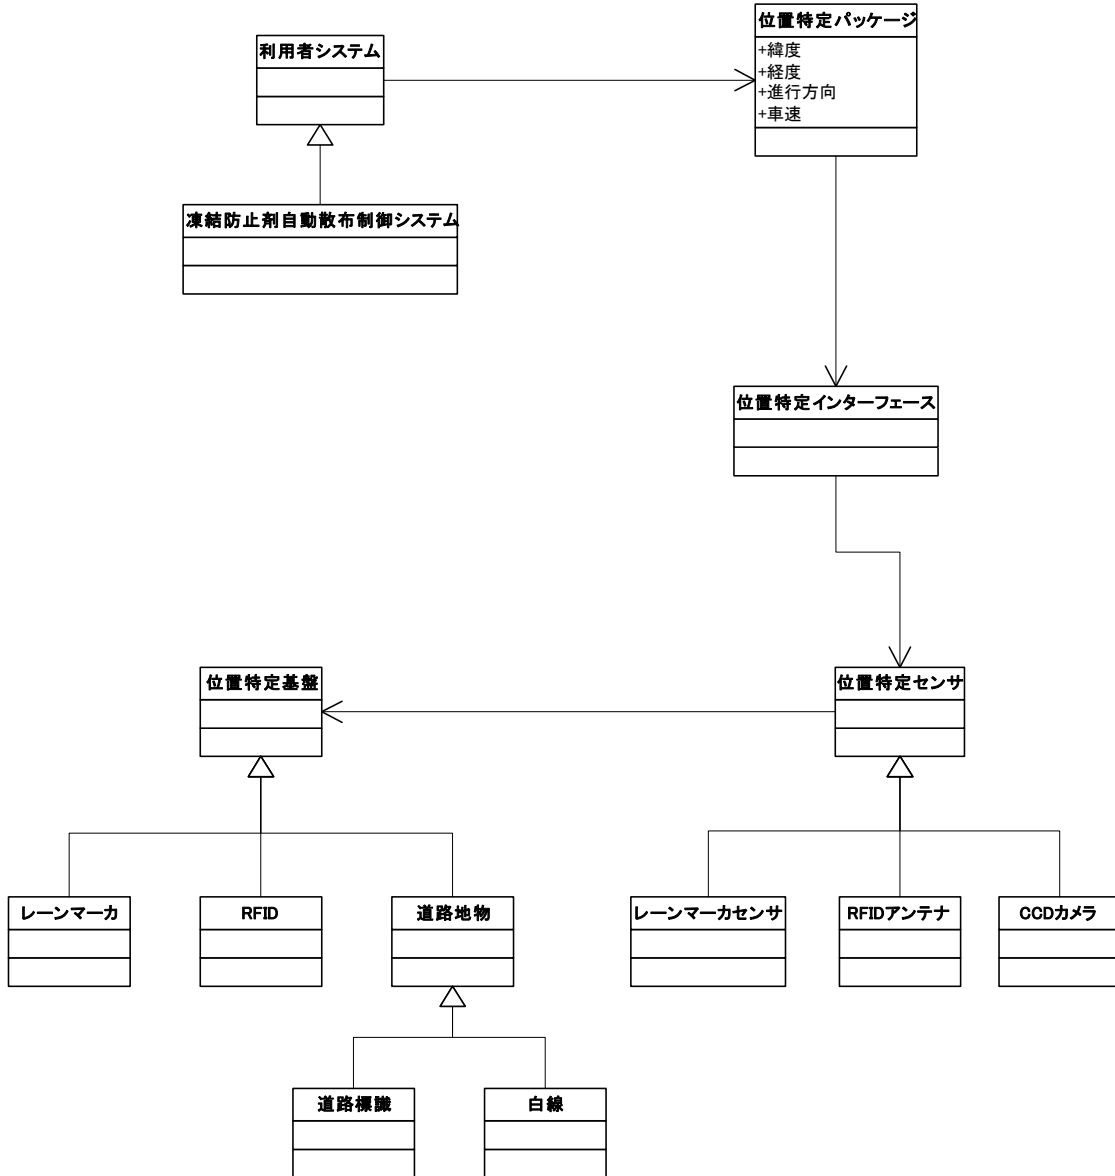 位置特定パッケージ
+緯度
+経度
+進行方向
+車速
利用者システム
凍結防止剤自動散布制御システム
位置特定インターフェース
位置特定基盤
位置特定センサ
レーンマーカ
RFID
道路地物
レーンマーカセンサ
RFIDアンテナ
CCDカメラ
道路標識
白線